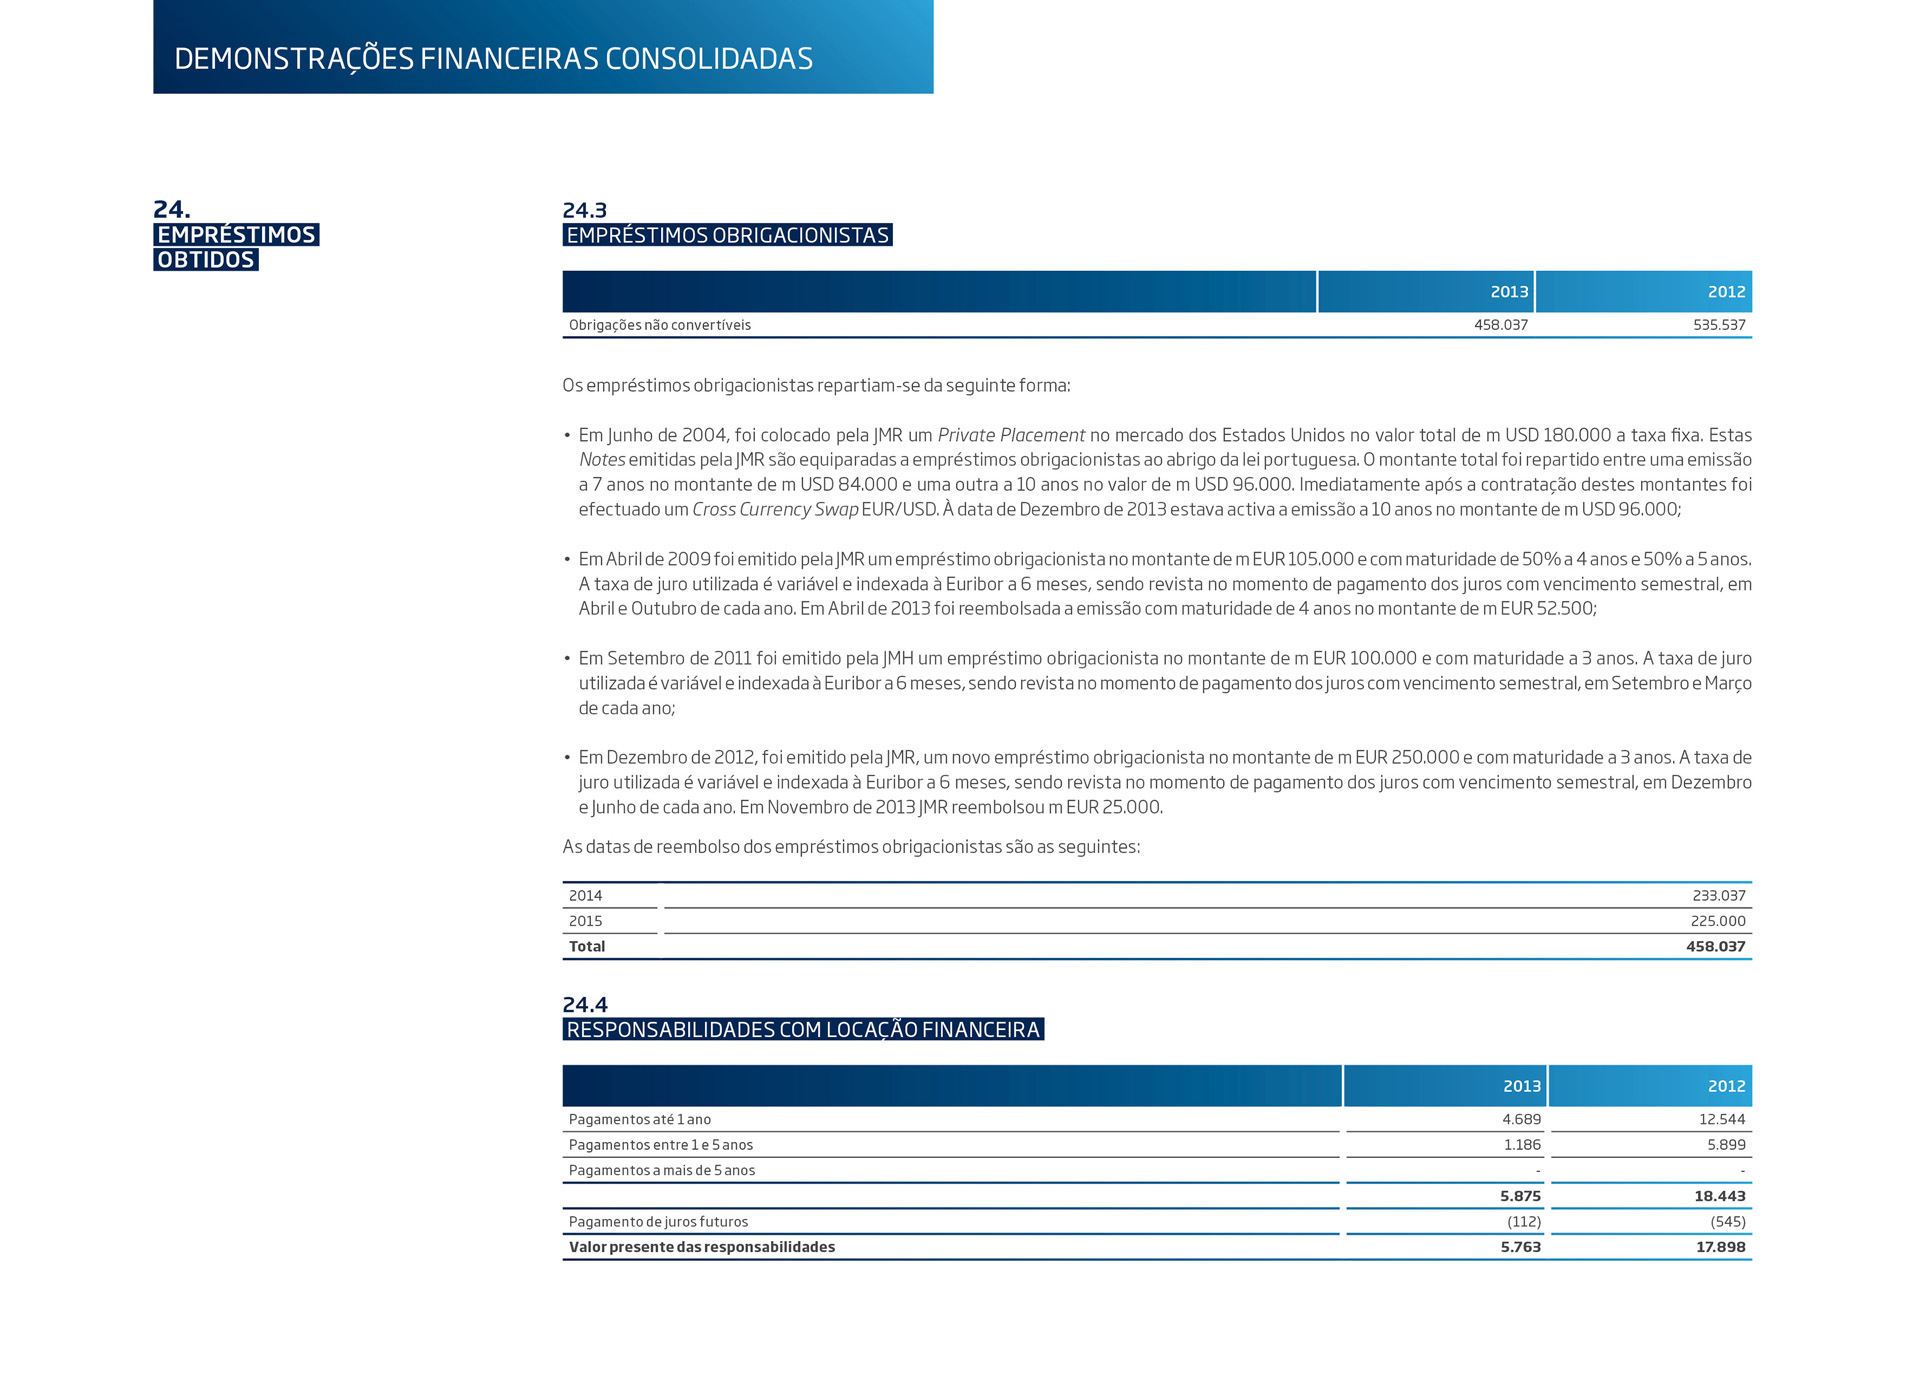 DEMONSTRAÇÕES FINANCEIRAS CONSOLIDADAS
24.
EMPRÉSTIMOS
OBTIDOS
24.3
EMPRÉSTIMOS OBRIGACIONISTAS
2013 2012
Obrigações não convertíveis 458.037 535.537
Os empréstimos obrigacionistas repartiam-se da seguinte forma:
• Em Junho de 2004, foi colocado pela JMR um Private Placement no mercado dos Estados Unidos no valor total de m USD 180.000 a taxa fixa. Estas
Notes emitidas pela JMR são equiparadas a empréstimos obrigacionistas ao abrigo da lei portuguesa. O montante total foi repartido entre uma emissão
a 7 anos no montante de m USD 84.000 e uma outra a 10 anos no valor de m USD 96.000. Imediatamente após a contratação destes montantes foi
efectuado um Cross Currency Swap EUR/USD. À data de Dezembro de 2013 estava activa a emissão a 10 anos no montante de m USD 96.000;
• Em Abril de 2009 foi emitido pela JMR um empréstimo obrigacionista no montante de m EUR 105.000 e com maturidade de 50% a 4 anos e 50% a 5 anos.
A taxa de juro utilizada é variável e indexada à Euribor a 6 meses, sendo revista no momento de pagamento dos juros com vencimento semestral, em
Abril e Outubro de cada ano. Em Abril de 2013 foi reembolsada a emissão com maturidade de 4 anos no montante de m EUR 52.500;
• Em Setembro de 2011 foi emitido pela JMH um empréstimo obrigacionista no montante de m EUR 100.000 e com maturidade a 3 anos. A taxa de juro
utilizada é variável e indexada à Euribor a 6 meses, sendo revista no momento de pagamento dos juros com vencimento semestral, em Setembro e Março
de cada ano;
• Em Dezembro de 2012, foi emitido pela JMR, um novo empréstimo obrigacionista no montante de m EUR 250.000 e com maturidade a 3 anos. A taxa de
juro utilizada é variável e indexada à Euribor a 6 meses, sendo revista no momento de pagamento dos juros com vencimento semestral, em Dezembro
e Junho de cada ano. Em Novembro de 2013 JMR reembolsou m EUR 25.000.
As datas de reembolso dos empréstimos obrigacionistas são as seguintes:
2014 233.037
2015 225.000
Total 458.037
24.4
RESPONSABILIDADES COM LOCAÇÃO FINANCEIRA
2013 2012
Pagamentos até 1 ano 4.689 12.544
Pagamentos entre 1 e 5 anos 1.186 5.899
Pagamentos a mais de 5 anos - -
5.875 18.443
Pagamento de juros futuros (112) (545)
Valor presente das responsabilidades 5.763 17.898